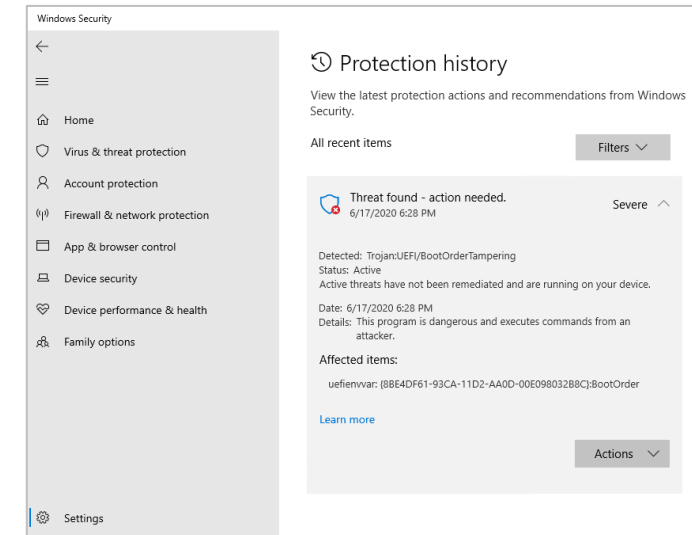 Windows Security
Home
Virus & threat protection
Account protection
Firewall & network protection
App & browser control
Device security
Device performance & health
Family options
Settings
Protection history
View the latest protection actions and recommendations from Windows
Security.
All recent items
Filters
Threat found - action needed.
6/17/2020 6:28 PM
Severe
Detected: Trojan:UEFI/BootOrderTampering
Status: Active
Active threats have not been remediated and are running on your device.
Date: 6/17/2020 6:28 PM
Details: This program is dangerous and executes commands from an
attacker.
Affected items:
uefienvvar: {8BE4DF61-93CA-11D2-AA0D-00E098032B8C}:BootOrder
Learn more
Actions